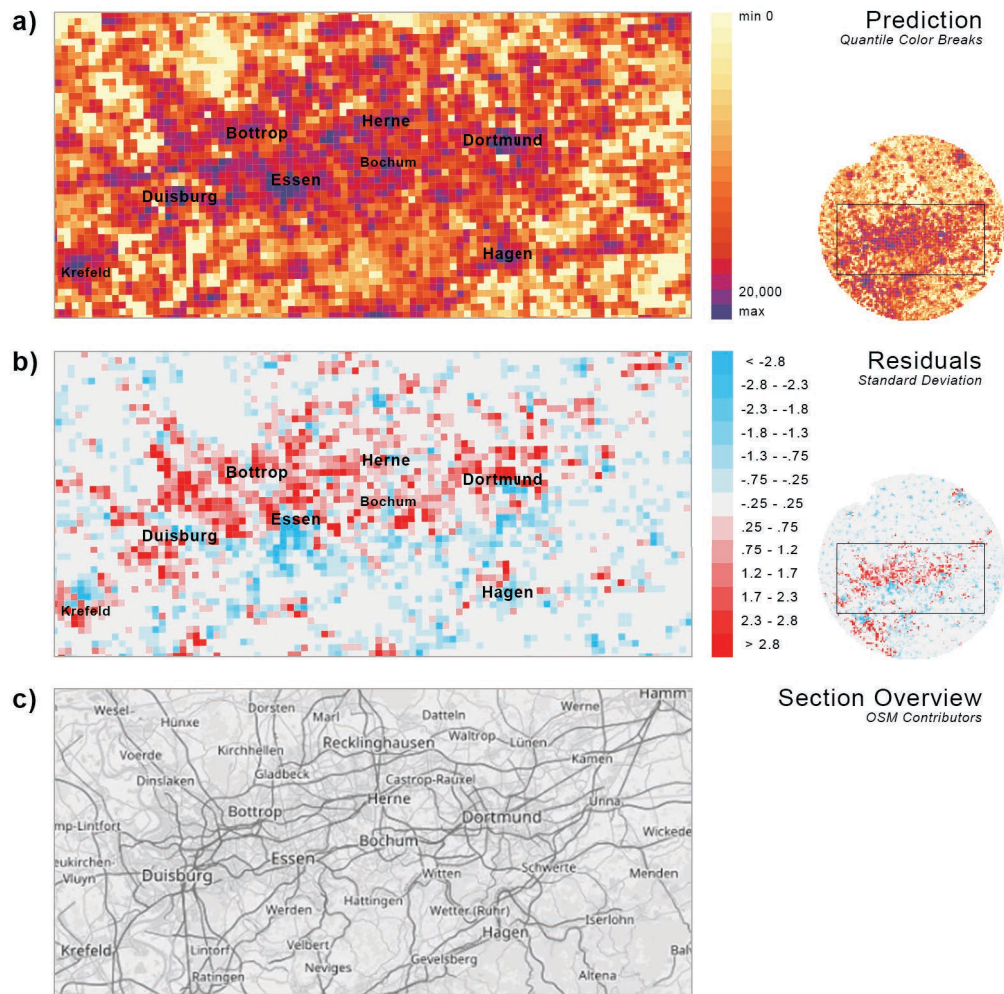 a)
Prediction
Quantile Color Breaks
min 0
20,000
max
Bottrop
Herne
Dortmund
Bochum
Essen
Duisburg
Hagen
Krefeld
b)
Residuals
Standard Deviation
< -2.8
-2.8 - -2.3
-2.3 - -1.8
-1.8 - -1.3
-1.3 - -.75
-.75 - -.25
-.25 - .25
.25 - .75
.75 - 1.2
1.2 - 1.7
1.7 - 2.3
2.3 - 2.8
> 2.8
Bottrop
Herne
Dortmund
Bochum
Essen
Duisburg
Hagen
Krefeld
c)
Section Overview
OSM Contributors
Hamm
Wesel
Dorsten
Werne
Hünxe
Marl
Datteln
Waltrop
Lünen
Recklinghausen
Voerde
Kirchhellen
Kamen
Dinslaken
Gladbeck
Castrop-Rauxel
Herne
Unna
Bottrop
Dortmund
mp-Lintfort
Wickede
Bochum
Essen
eukirchen-
Vluyn
Duisburg
Witten
Schwerte
Menden
Hattingen
Werden
Wetter (Ruhr)
Iserlohn
Hagen
Krefeld
Lintorf
Velbert
Balv
Gevelsberg
Neviges
Ratingen
Altena